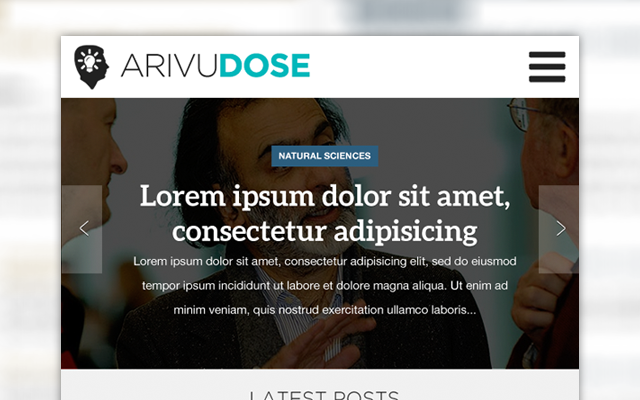 ARIVUDOSE
NATURAL SCIENCES
Lorem ipsum dolor sit amet,
consectetur adipisicing
Lorem ipsum dolor sit amet, consectetur adipisicing elit, sed do eiusmod
tempor ipsum incididunt ut labore et dolore magna aliqua. Ut enim ad
minim veniam, quis nostrud exercitation ullamco laboris...
LATEST POSTS